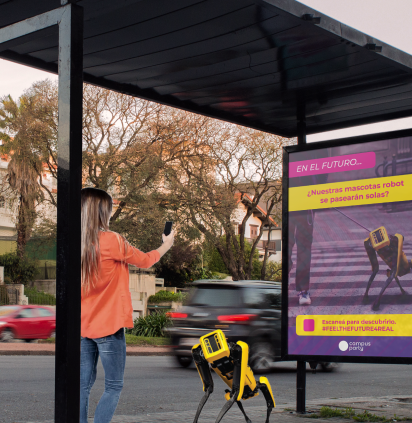 EN EL FUTURO...
¿Nuestras mascotas robot
se pasearán solas?
Escanea para descubrirlo.
#FEELTHEFUTURE4REAL
campus
party